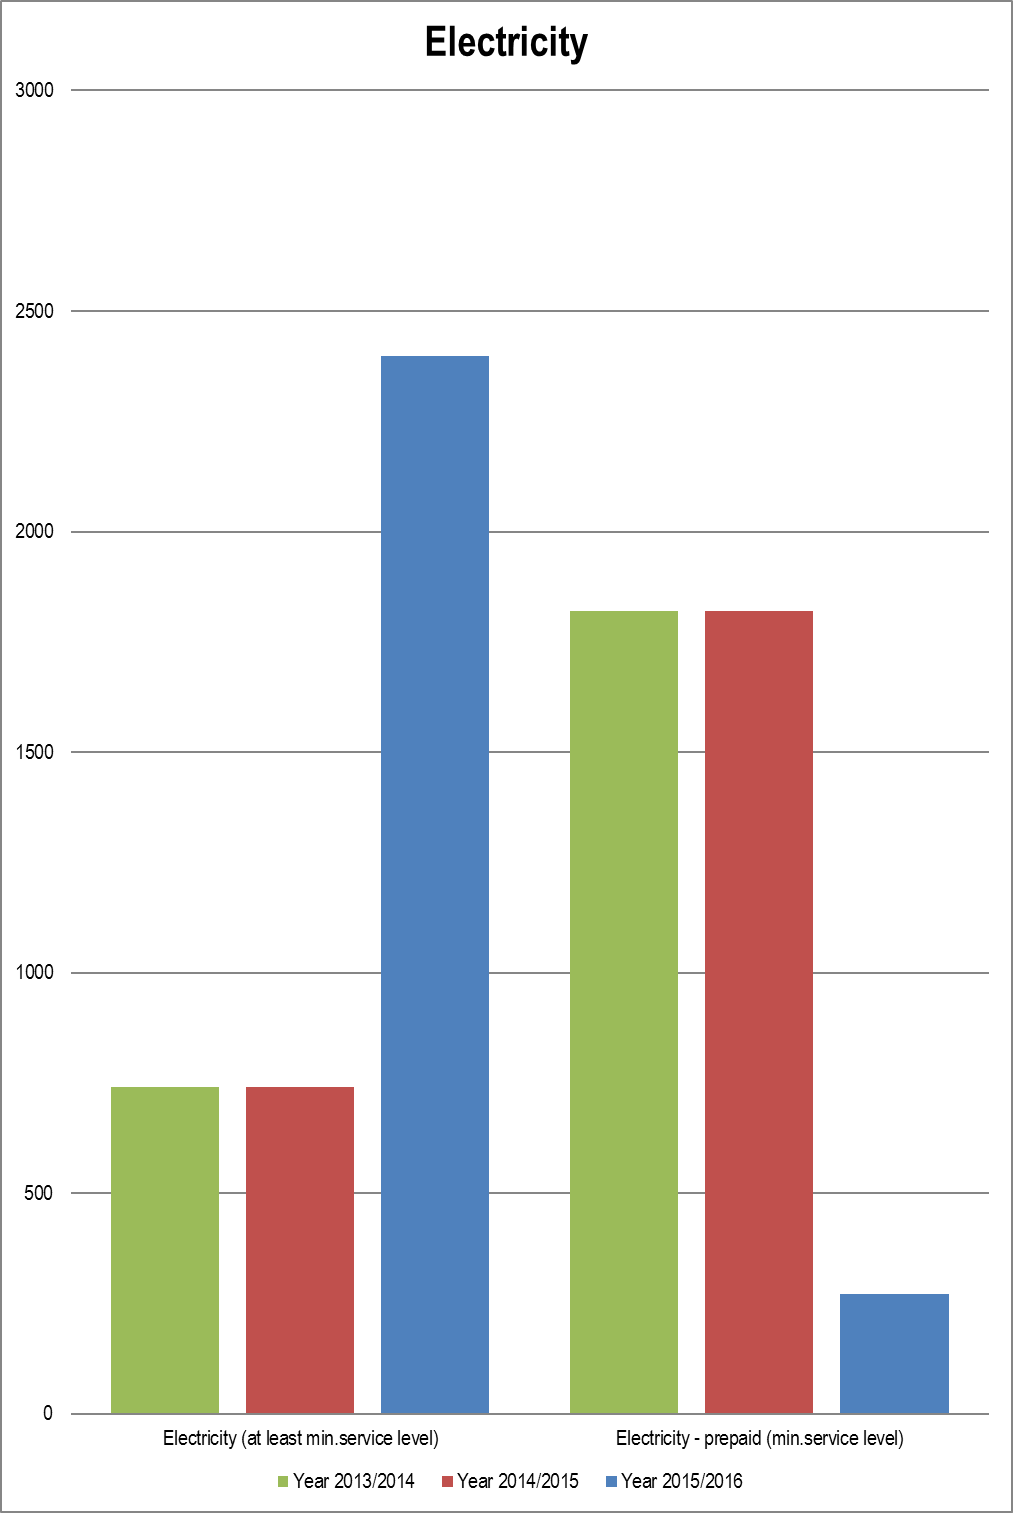 Electricity
3000
2500
2000
1500
1000
500
0
Electricity (at least min.service level)
Electricity - prepaid (min.service level)
Year 2013/2014
Year 2014/2015
Year 2015/2016